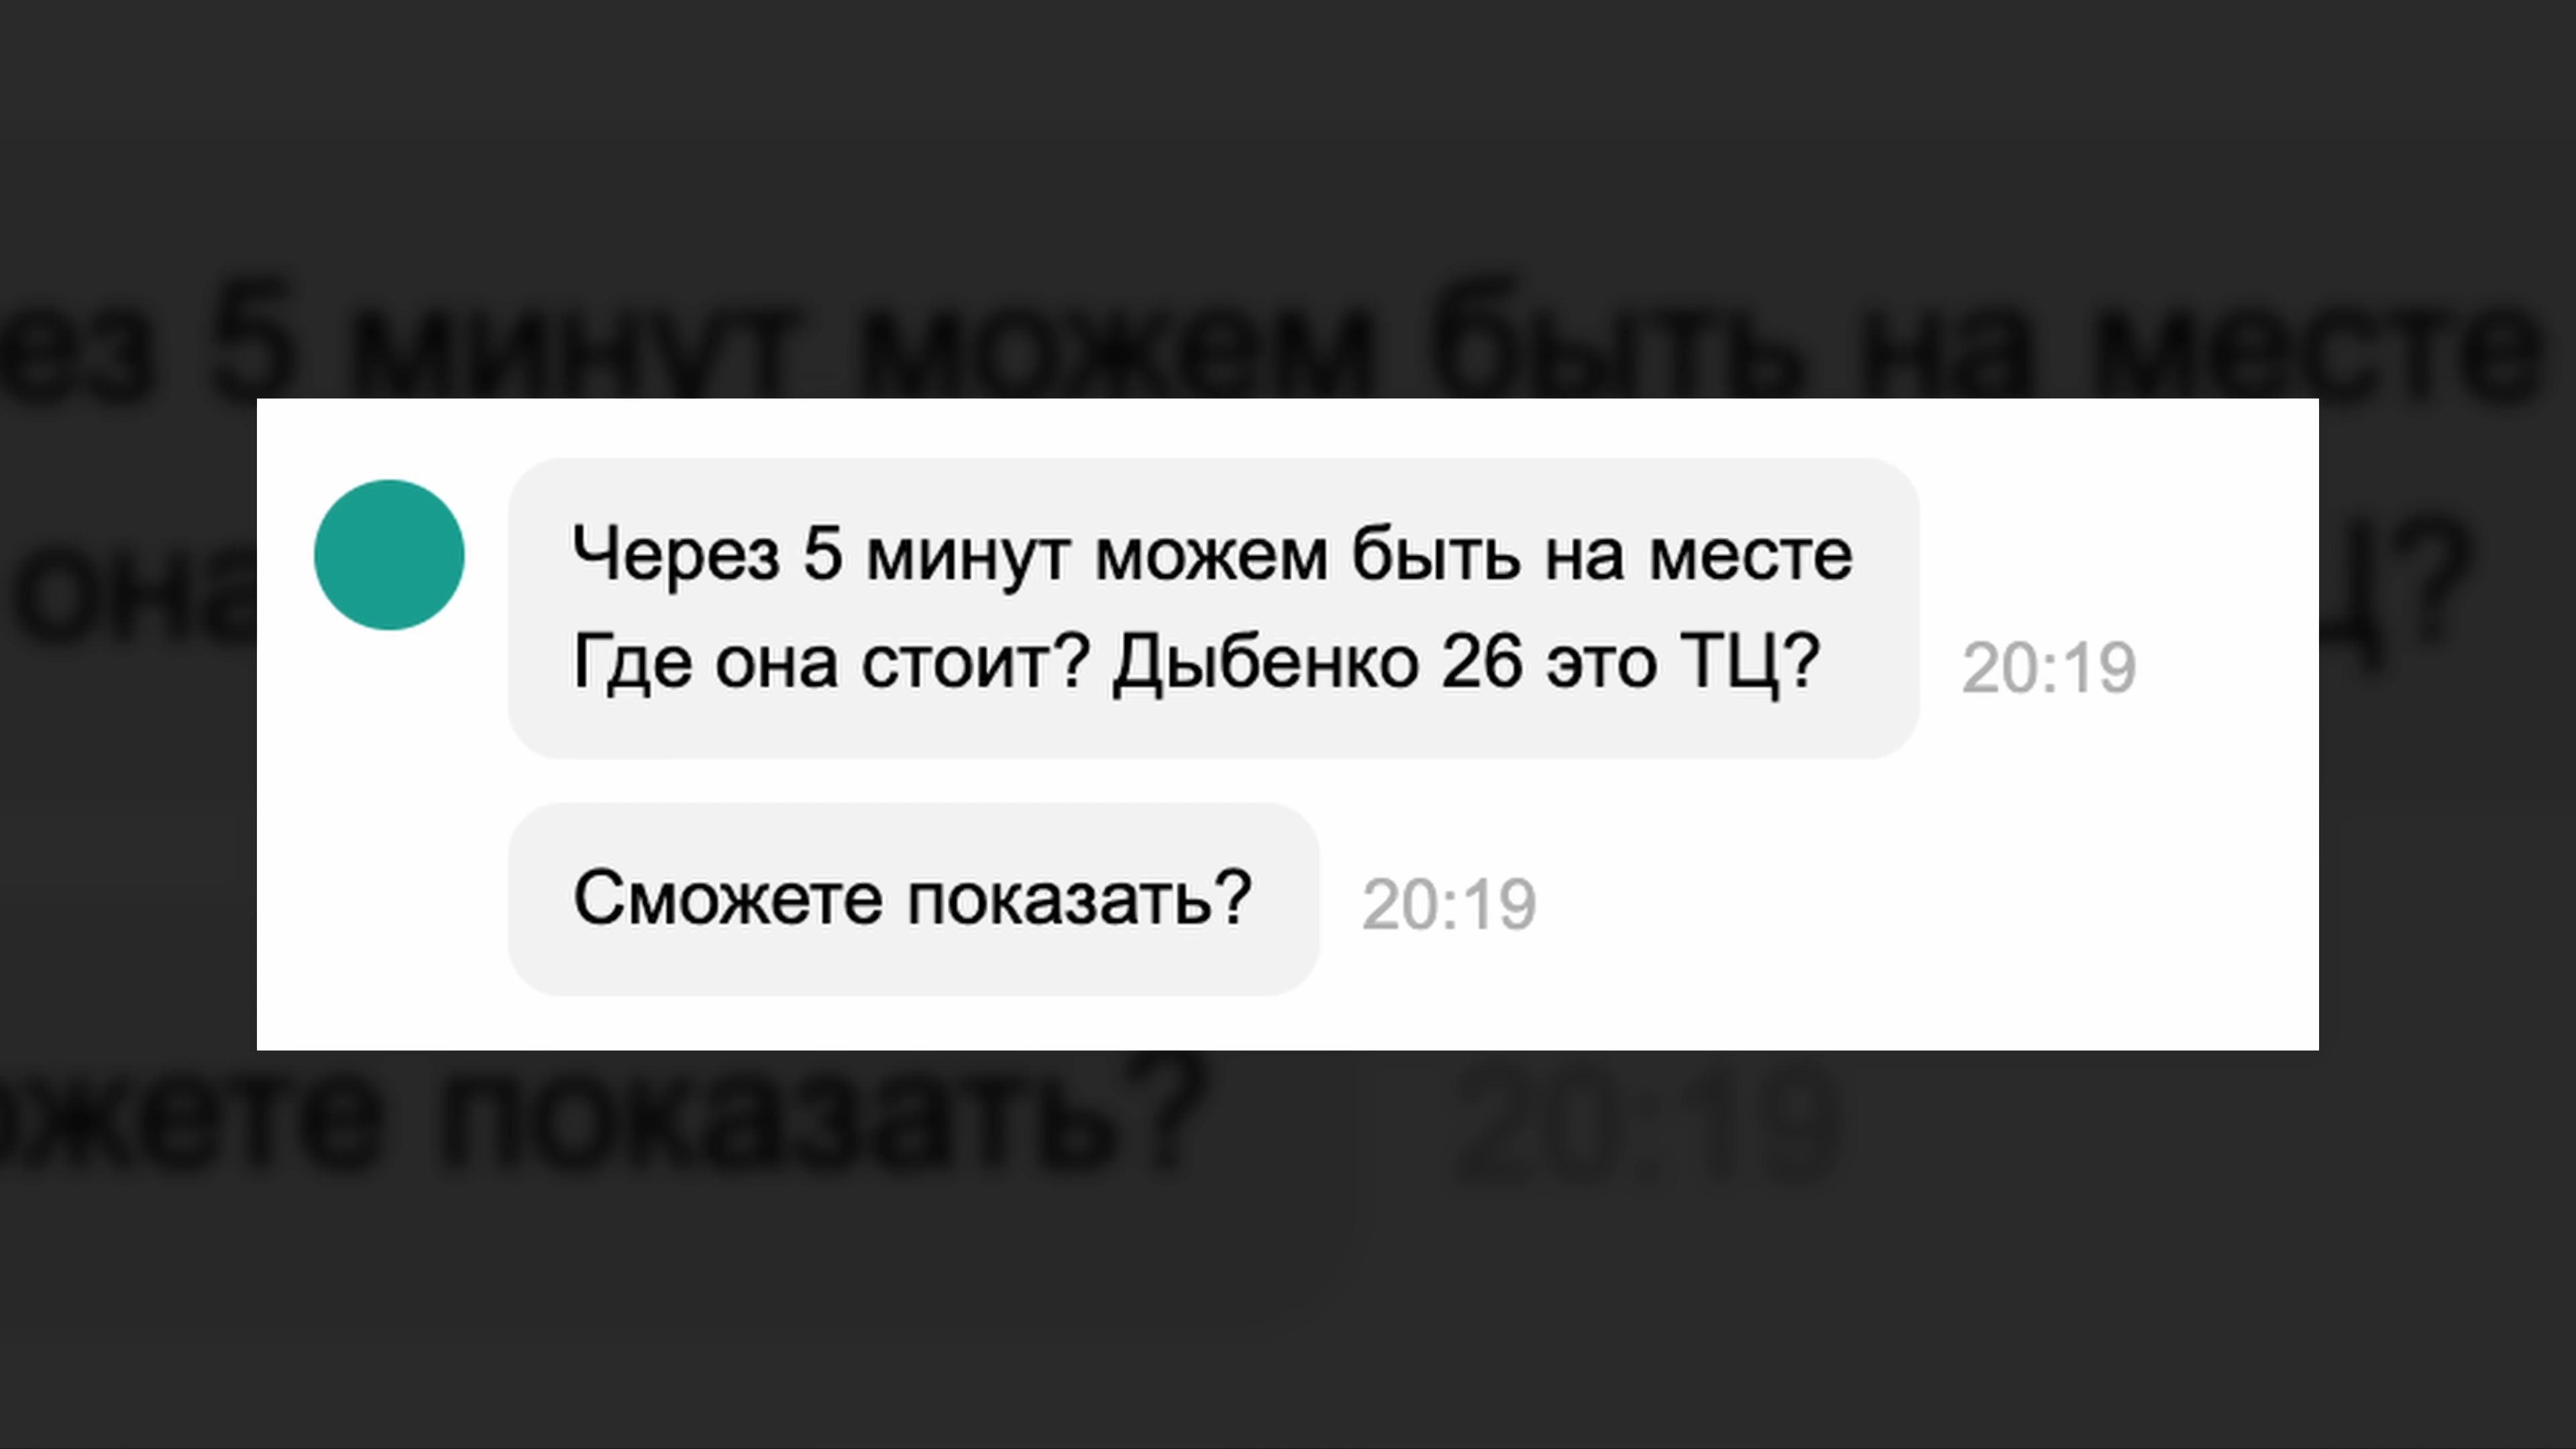 Через 5 минут можем быть на месте
Где она стоит? Дыбенко 26 это ТЦ?
20:19
Сможете показать?
20:19